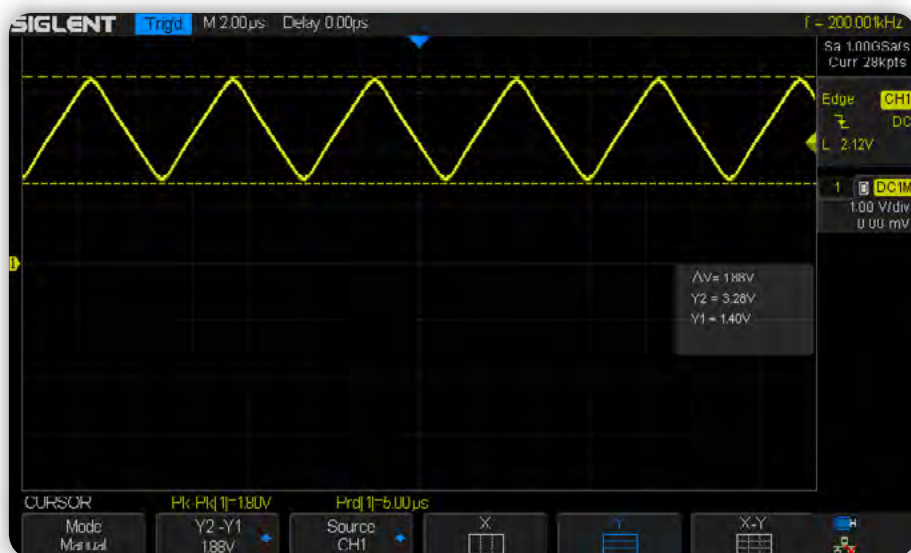 SIGLENT Trig'd M 2.00µs Delay 0.00µs f = 200.001kHz
Sa 1.00GSa/s
Curr 28kpts
Edge CH1
DC
L 2.12V
1 DC1M
1.00 V/div
0.00 mV
1
△V= 1.88V
Y2 = 3.28V
Y1 = 1.40V
CURSOR Pk-Pk[1]=1.80V Prd[1]=5.00µs
Mode
Manual
Y2-Y1
1.88V
Source
CH1
X
Y
X-Y